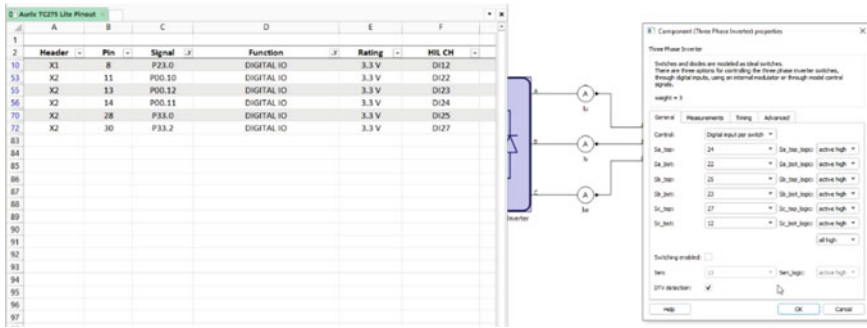 Aurix TC275 Lite Pinout
A B C D E F
1
2 Header Pin Signal Function Rating HIL CH
10 X1 8 P23.0 DIGITAL IO 3.3 V DI12
53 X2 11 P00.10 DIGITAL IO 3.3 V DI22
55 X2 13 P00.12 DIGITAL IO 3.3 V DI23
56 X2 14 P00.11 DIGITAL IO 3.3 V DI24
70 X2 28 P33.0 DIGITAL IO 3.3 V DI25
72 X2 30 P33.2 DIGITAL IO 3.3 V DI27
83
84
85
86
87
88
89
90
91
92
93
94
95
96
97
A A
B A
C A
Inverter
Component (Three Phase Inverter) properties
Three Phase Inverter
Switches and diodes are modeled as ideal switches.
There are three options for controlling the three phase inverter switches,
through digital inputs, using an internal modulator or through model control
signals.
weight = 3
General Measurements Timing Advanced
Control: Digital input per switch
Sa_top: 24 Sa_top_logic: active high
Sa_bot: 22 Sa_bot_logic: active high
Sb_top: 25 Sb_top_logic: active high
Sb_bot: 23 Sb_bot_logic: active high
Sc_top: 27 Sc_top_logic: active high
Sc_bot: 12 Sc_bot_logic: active high
all high
Switching enabled:
Sen: Sen_logic: active high
DTV detection:
Help OK Cancel